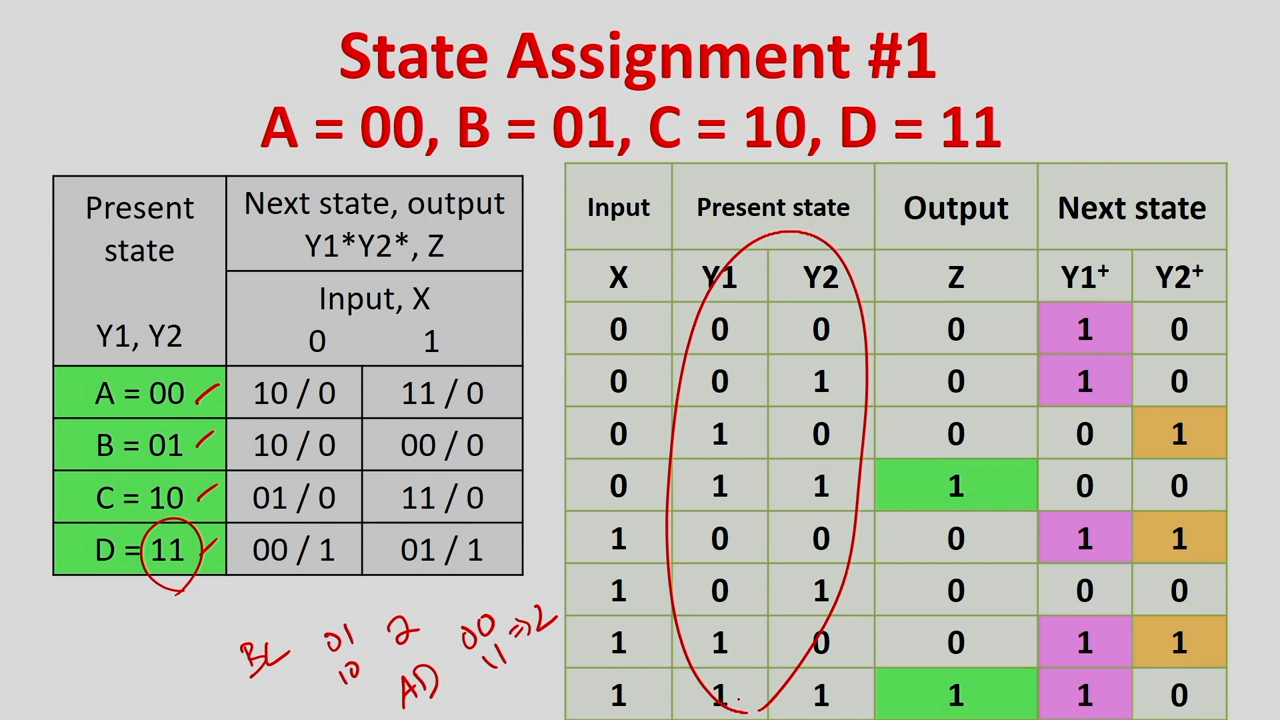 State Assignment #1
A = 00, B = 01, C = 10, D = 11
Present state
Next state, output
Y1*Y2*, Z
Input, X
Y1, Y2
0 1
A = 00 10 / 0 11 / 0
B = 01 10 / 0 00 / 0
C = 10 01 / 0 11 / 0
D = 11 00 / 1 01 / 1
Input Present state Output Next state
X Y1 Y2 Z Y1+ Y2+
0 0 0 0 1 0
0 0 1 0 1 0
0 1 0 0 0 1
0 1 1 1 0 0
1 0 0 0 1 1
1 0 1 0 0 0
1 1 0 0 1 1
1 1 1 1 1 0
BC 01 2 00 => 2
10 AD 11